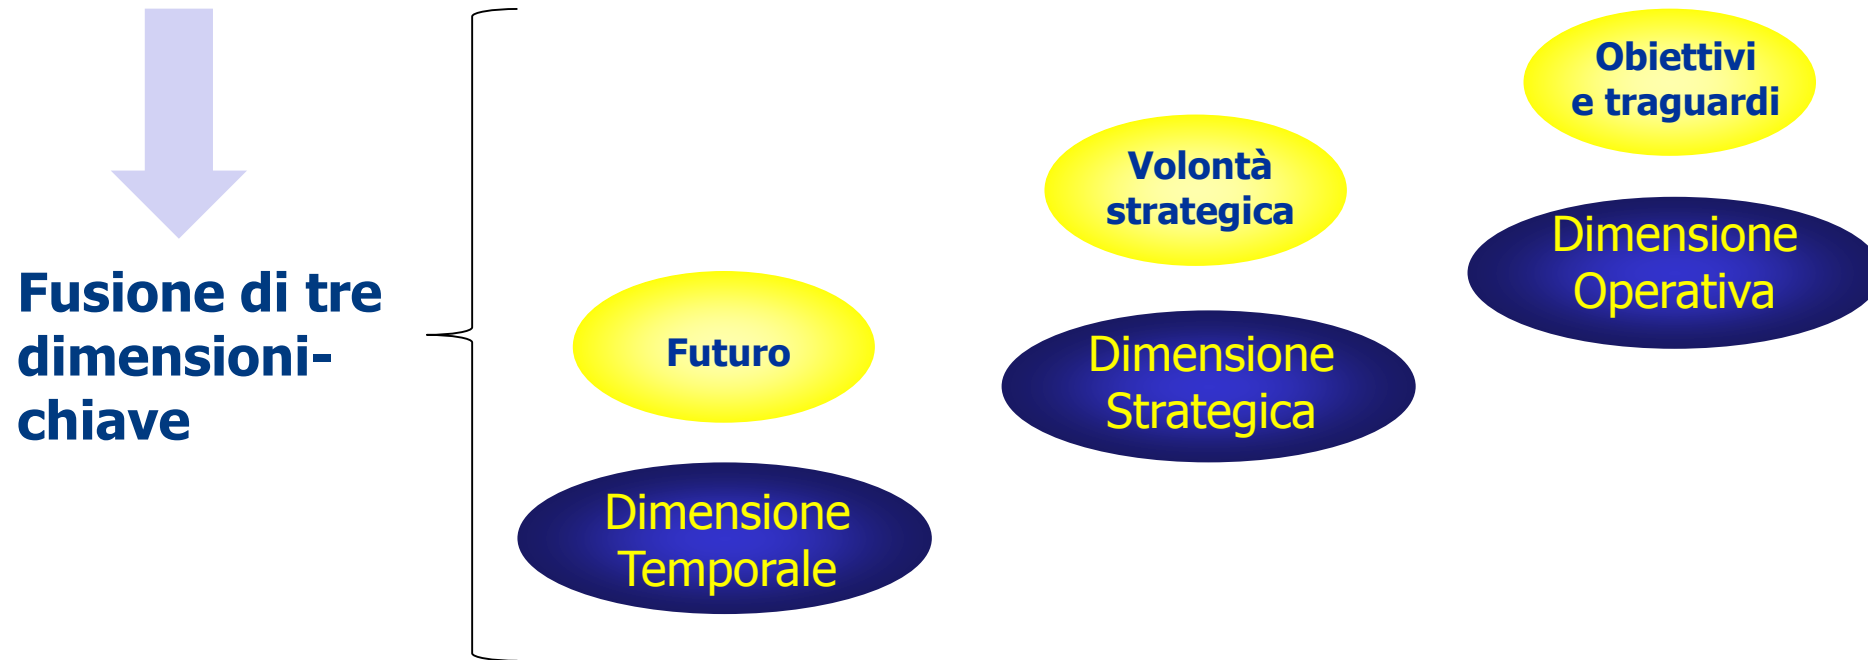 Fusione di tre
dimensioni-
chiave
Futuro
Dimensione
Temporale
Volontà
strategica
Dimensione
Strategica
Obiettivi
e traguardi
Dimensione
Operativa